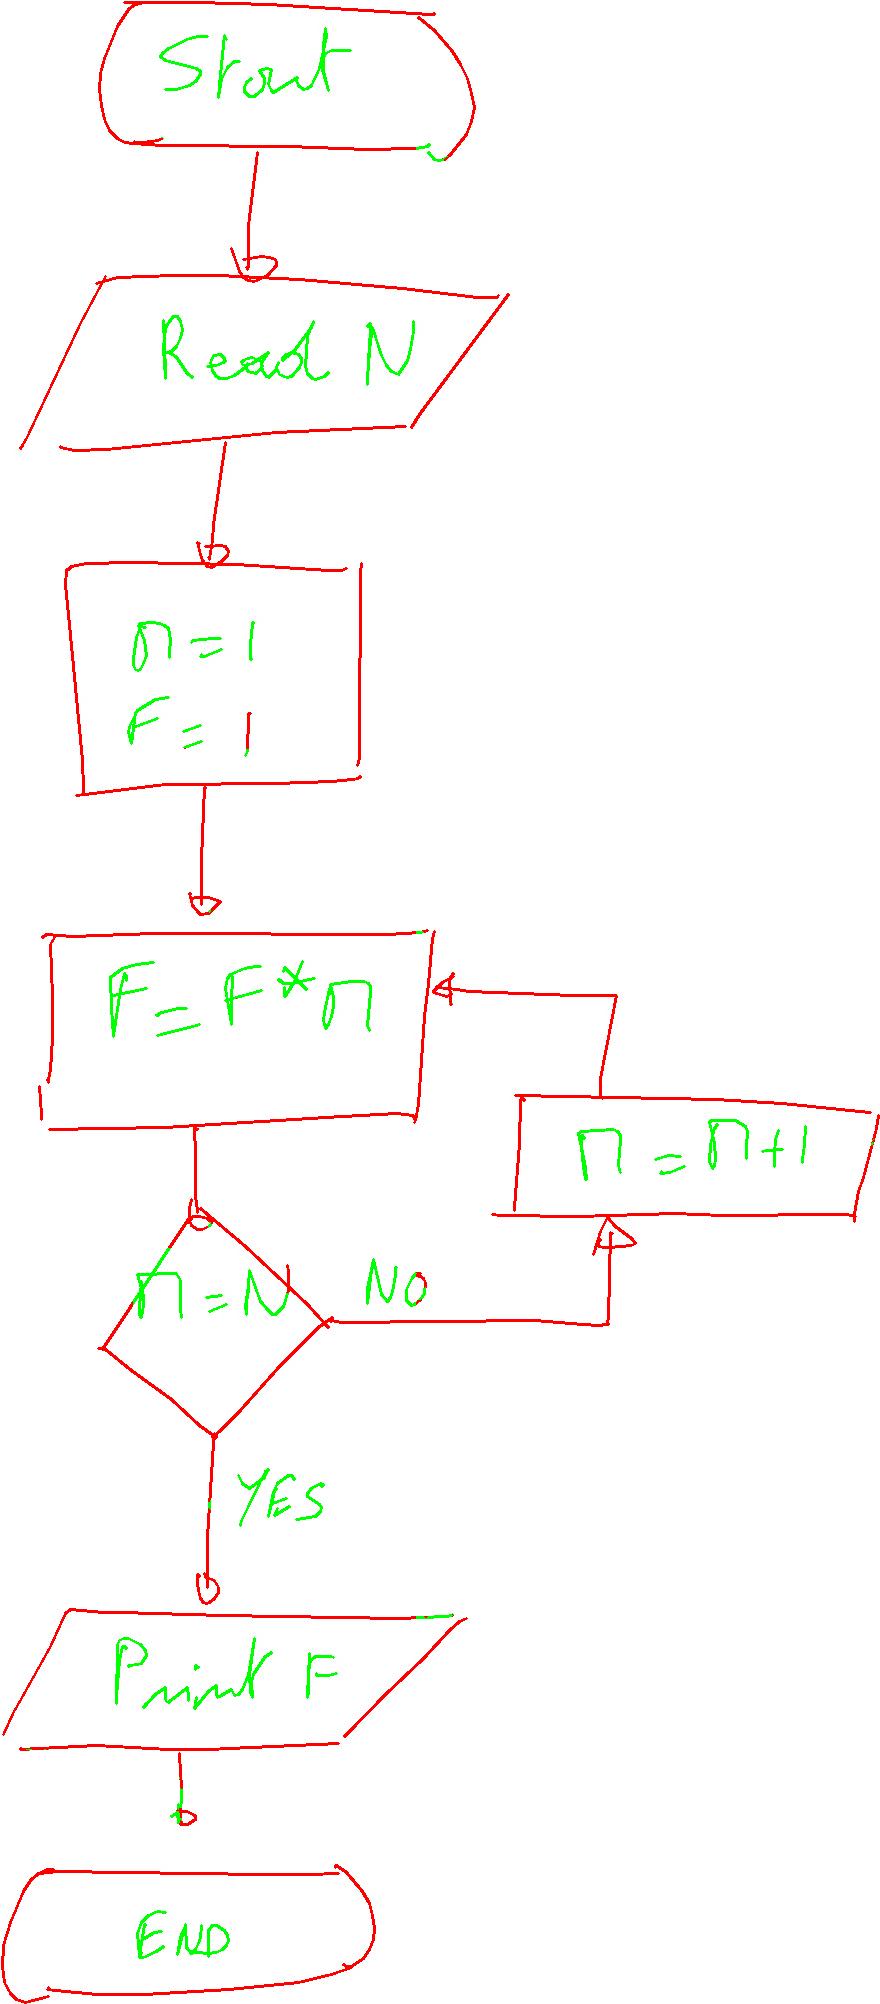 Start
Read N
n = 1
F = 1
F = F * n
n = n+1
n = N
NO
YES
Print F
END